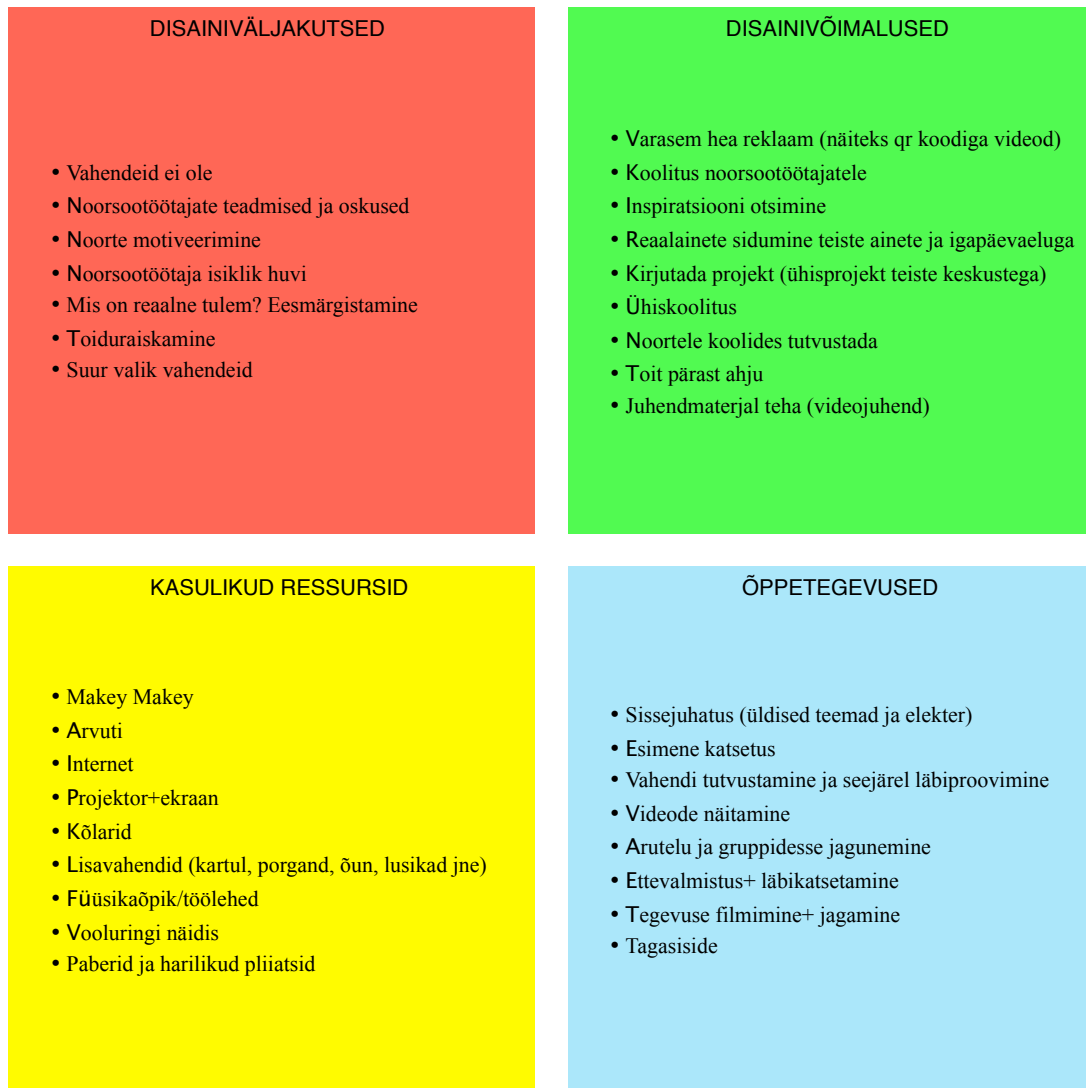 DISAINIVÄLJAKUTSED
• Vahendeid ei ole
• Noorsootöötajate teadmised ja oskused
• Noorte motiveerimine
• Noorsootöötaja isiklik huvi
• Mis on reaalne tulem? Eesmärgistamine
• Toiduraiskamine
• Suur valik vahendeid
DISAINIVÕIMALUSED
• Varasem hea reklaam (näiteks qr koodiga videod)
• Koolitus noorsootöötajatele
• Inspiratsiooni otsimine
• Reaalainete sidumine teiste ainete ja igapäevaeluga
• Kirjutada projekt (ühisprojekt teiste keskustega)
• Ühiskoolitus
• Noortele koolides tutvustada
• Toit pärast ahju
• Juhendmaterjal teha (videojuhend)
KASULIKUD RESSURSID
• Makey Makey
• Arvuti
• Internet
• Projektor+ekraan
• Kõlarid
• Lisavahendid (kartul, porgand, õun, lusikad jne)
• Füüsikaõpik/töölehed
• Vooluringi näidis
• Paberid ja harilikud pliiatsid
ÕPPETEGEVUSED
• Sissejuhatus (üldised teemad ja elekter)
• Esimene katsetus
• Vahendi tutvustamine ja seejärel läbiproovimine
• Videode näitamine
• Arutelu ja gruppidesse jagunemine
• Ettevalmistus+ läbikatsetamine
• Tegevuse filmimine+ jagamine
• Tagasiside